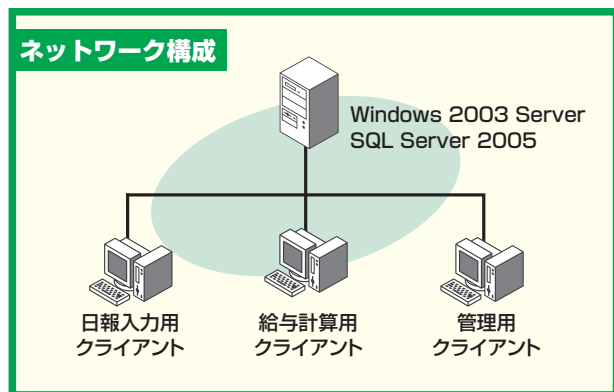 ネットワーク構成
Windows 2003 Server
SQL Server 2005
日報入力用
クライアント
給与計算用
クライアント
管理用
クライアント